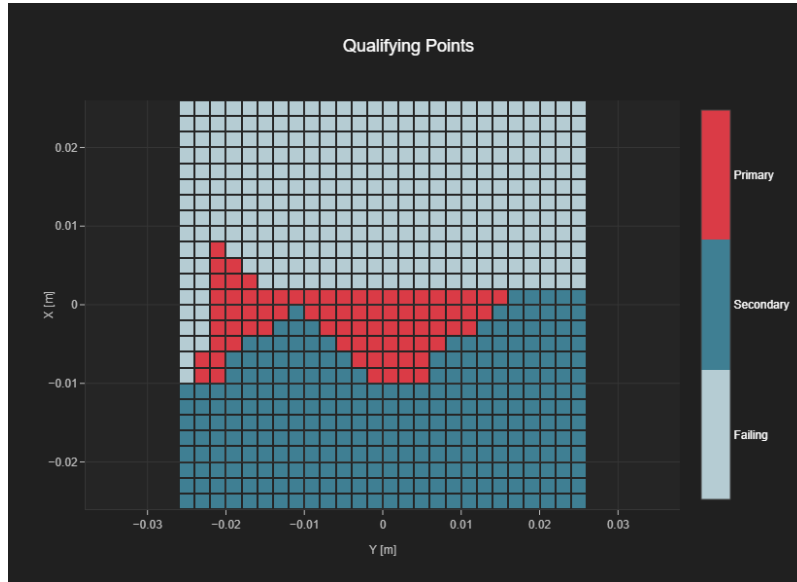 Qualifying Points
0.02
0.01
0
−0.01
−0.02
X [m]
−0.03
−0.02
−0.01
0
0.01
0.02
0.03
Y [m]
Primary
Secondary
Failing